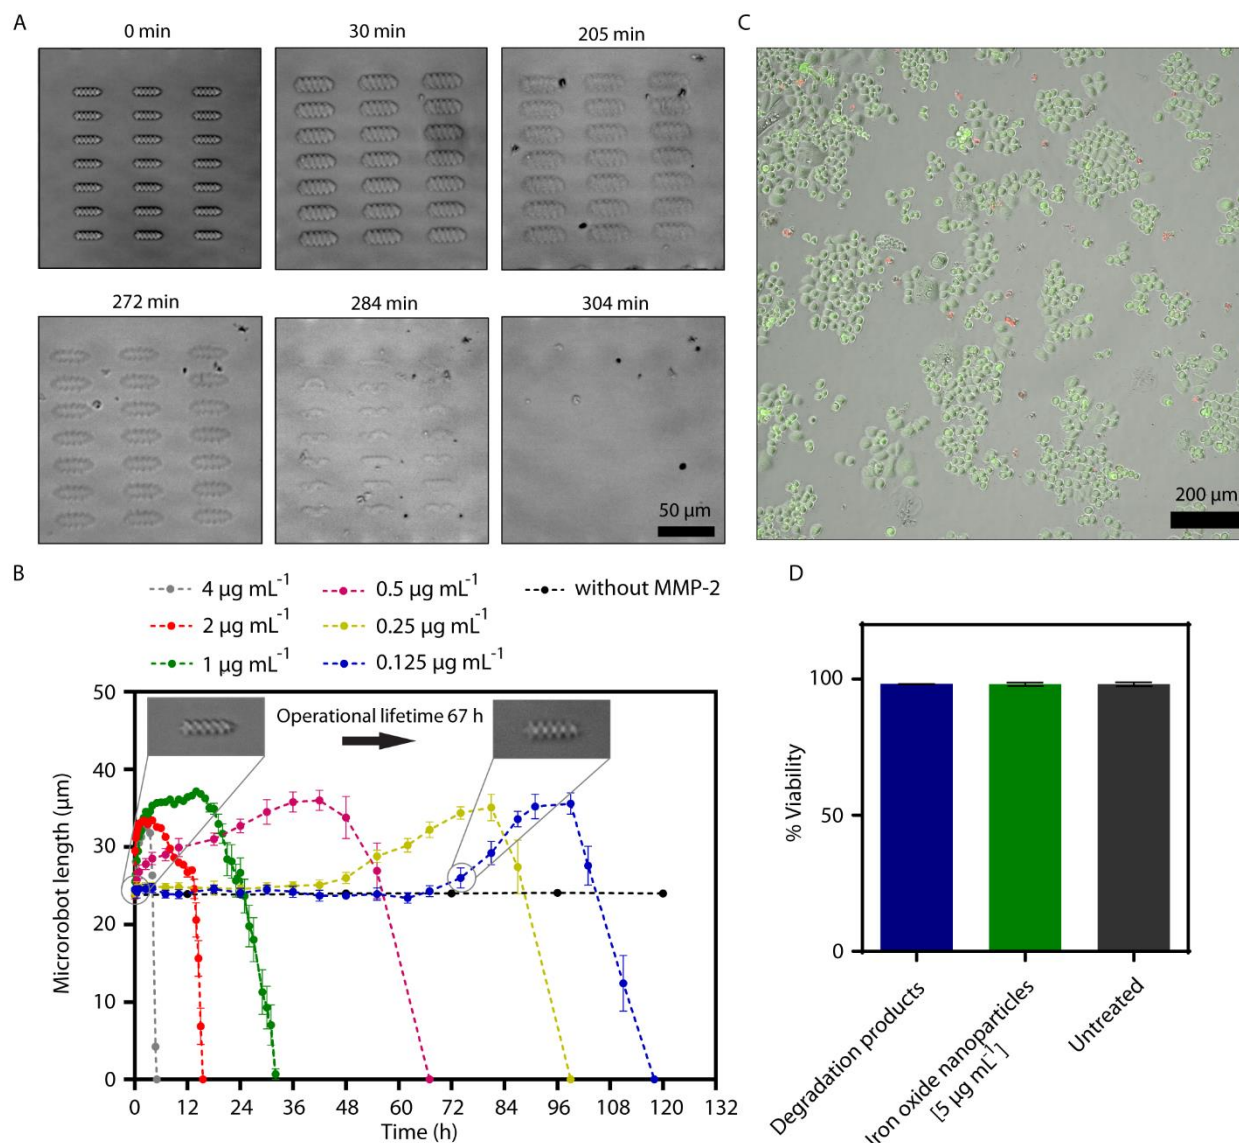 A
0 min
30 min
205 min
272 min
284 min
304 min
50 µm
C
200 µm
B
4 µg mL⁻¹
2 µg mL⁻¹
1 µg mL⁻¹
0.5 µg mL⁻¹
0.25 µg mL⁻¹
0.125 µg mL⁻¹
without MMP-2
Operational lifetime 67 h
Microrobot length (µm)
50
40
30
20
10
0
0 12 24 36 48 60 72 84 96 108 120 132
Time (h)
D
% Viability
100
50
0
Degradation products
Iron oxide nanoparticles
[5 µg mL⁻¹]
Untreated